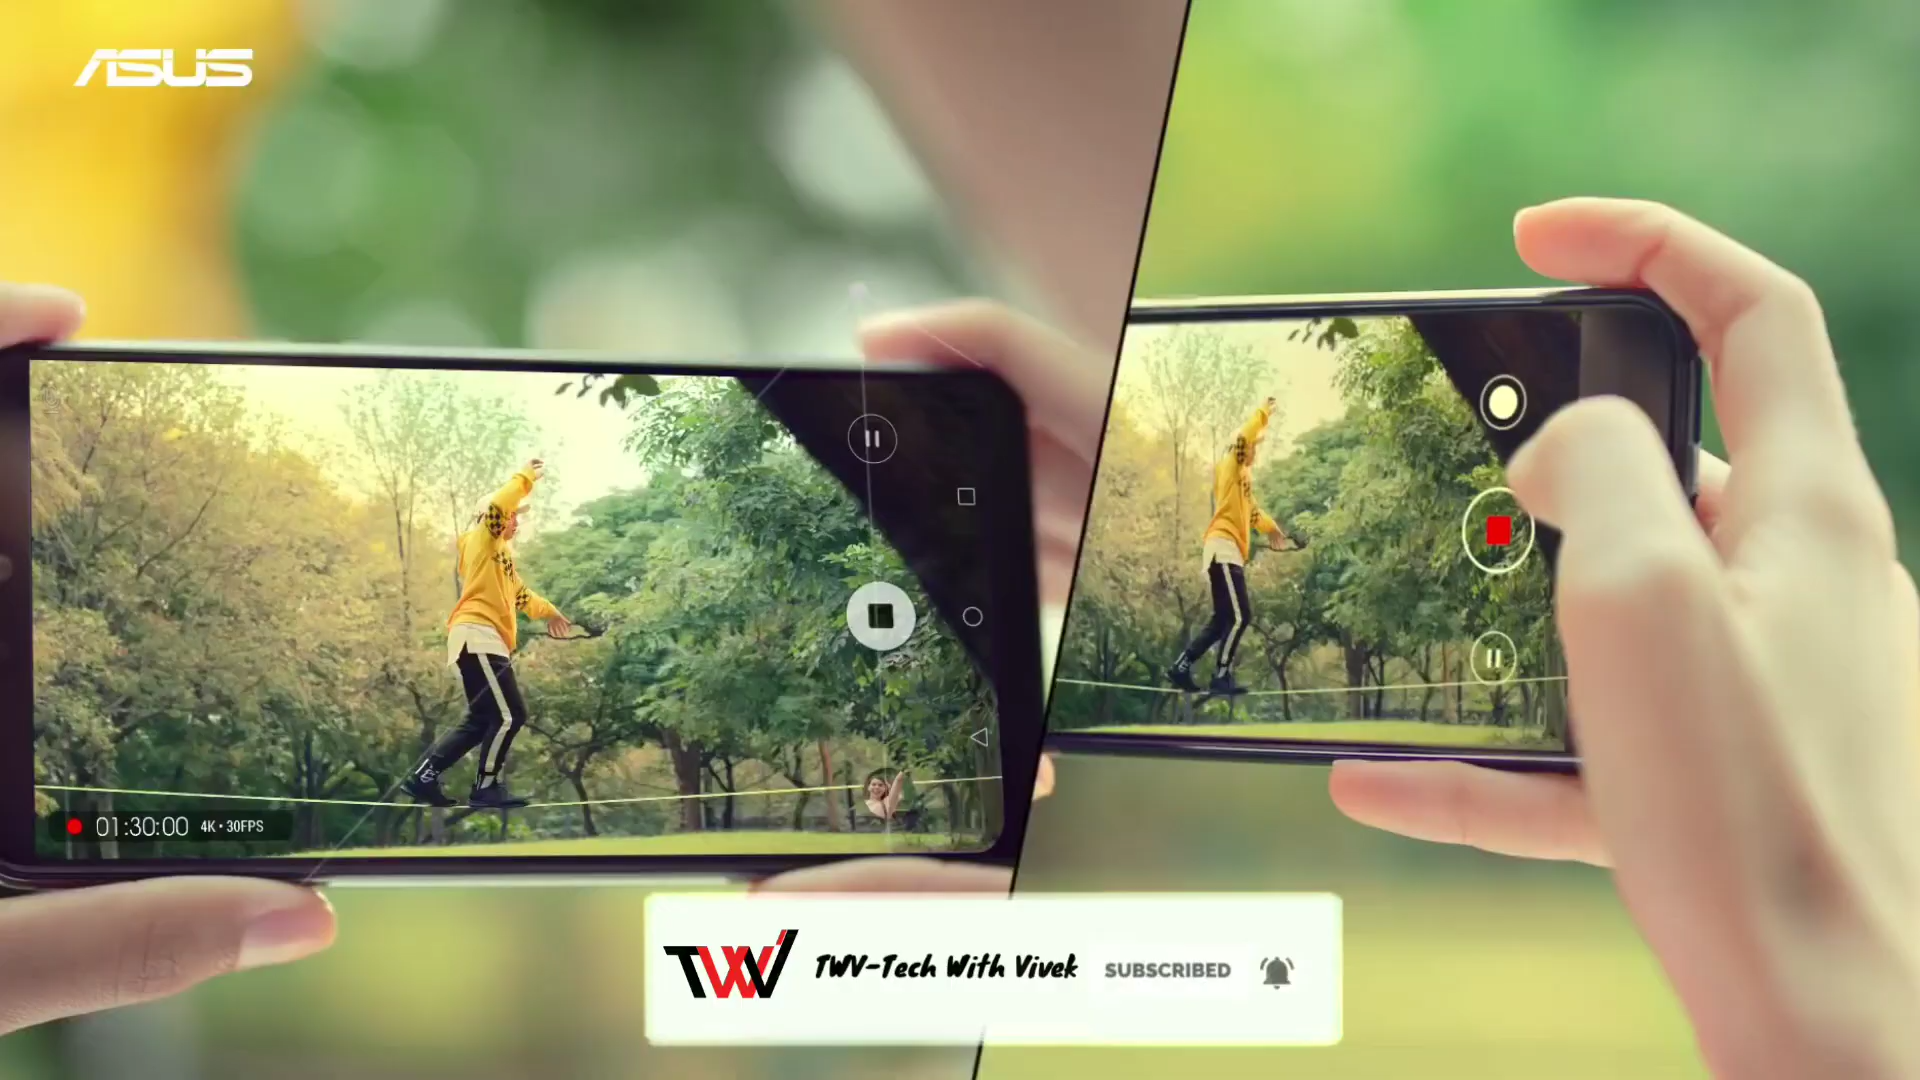 ASUS
01:30:00 4K•30FPS
TWV
TWV-Tech With Vivek
SUBSCRIBED